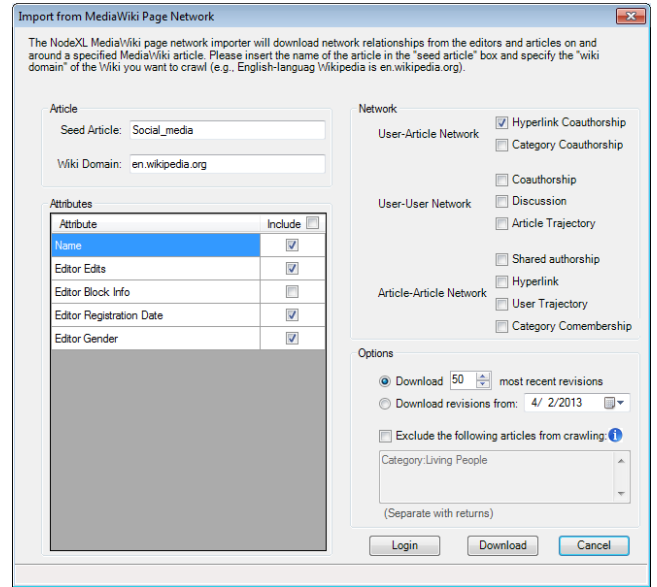 Import from MediaWiki Page Network
The NodeXL MediaWiki page network importer will download network relationships from the editors and articles on and
around a specified MediaWiki article. Please insert the name of the article in the "seed article" box and specify the "wiki
domain" of the Wiki you want to crawl (e.g., English-languag Wikipedia is en.wikipedia.org).
Article
Seed Article: Social_media
Wiki Domain: en.wikipedia.org
Attributes
Attribute Include
Name
Editor Edits
Editor Block Info
Editor Registration Date
Editor Gender
Network
User-Article Network
Hyperlink Coauthorship
Category Coauthorship
User-User Network
Coauthorship
Discussion
Article Trajectory
Article-Article Network
Shared authorship
Hyperlink
User Trajectory
Category Comembership
Options
Download 50 most recent revisions
Download revisions from: 4/ 2/2013
Exclude the following articles from crawling:
Category:Living People
(Separate with returns)
Login Download Cancel